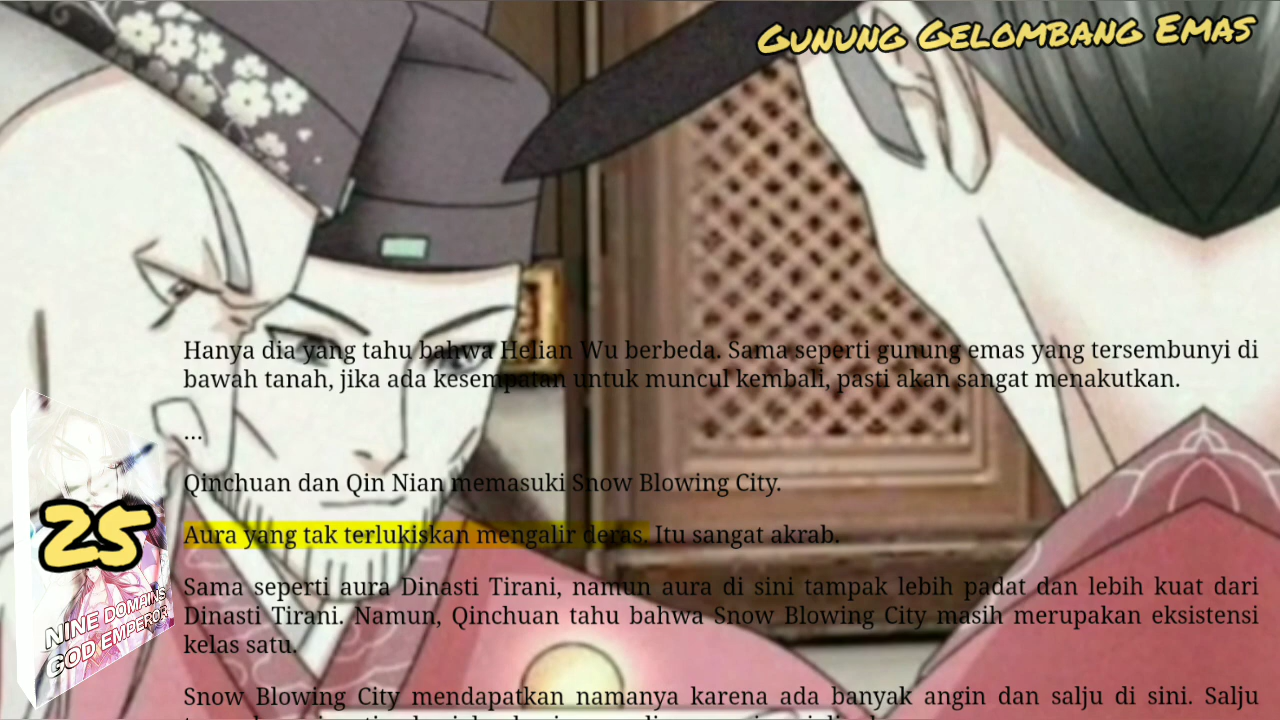 Gunung Gelombang Emas
Hanya dia yang tahu bahwa Helian Wu berbeda. Sama seperti gunung emas yang tersembunyi di
bawah tanah, jika ada kesempatan untuk muncul kembali, pasti akan sangat menakutkan.
...
Qinchuan dan Qin Nian memasuki Snow Blowing City.
Aura yang tak terlukiskan mengalir deras. Itu sangat akrab.
Sama seperti aura Dinasti Tirani, namun aura di sini tampak lebih padat dan lebih kuat dari
Dinasti Tirani. Namun, Qinchuan tahu bahwa Snow Blowing City masih merupakan eksistensi
kelas satu.
Snow Blowing City mendapatkan namanya karena ada banyak angin dan salju di sini. Salju
25
NINE DOMAINS
GOD EMPEROR